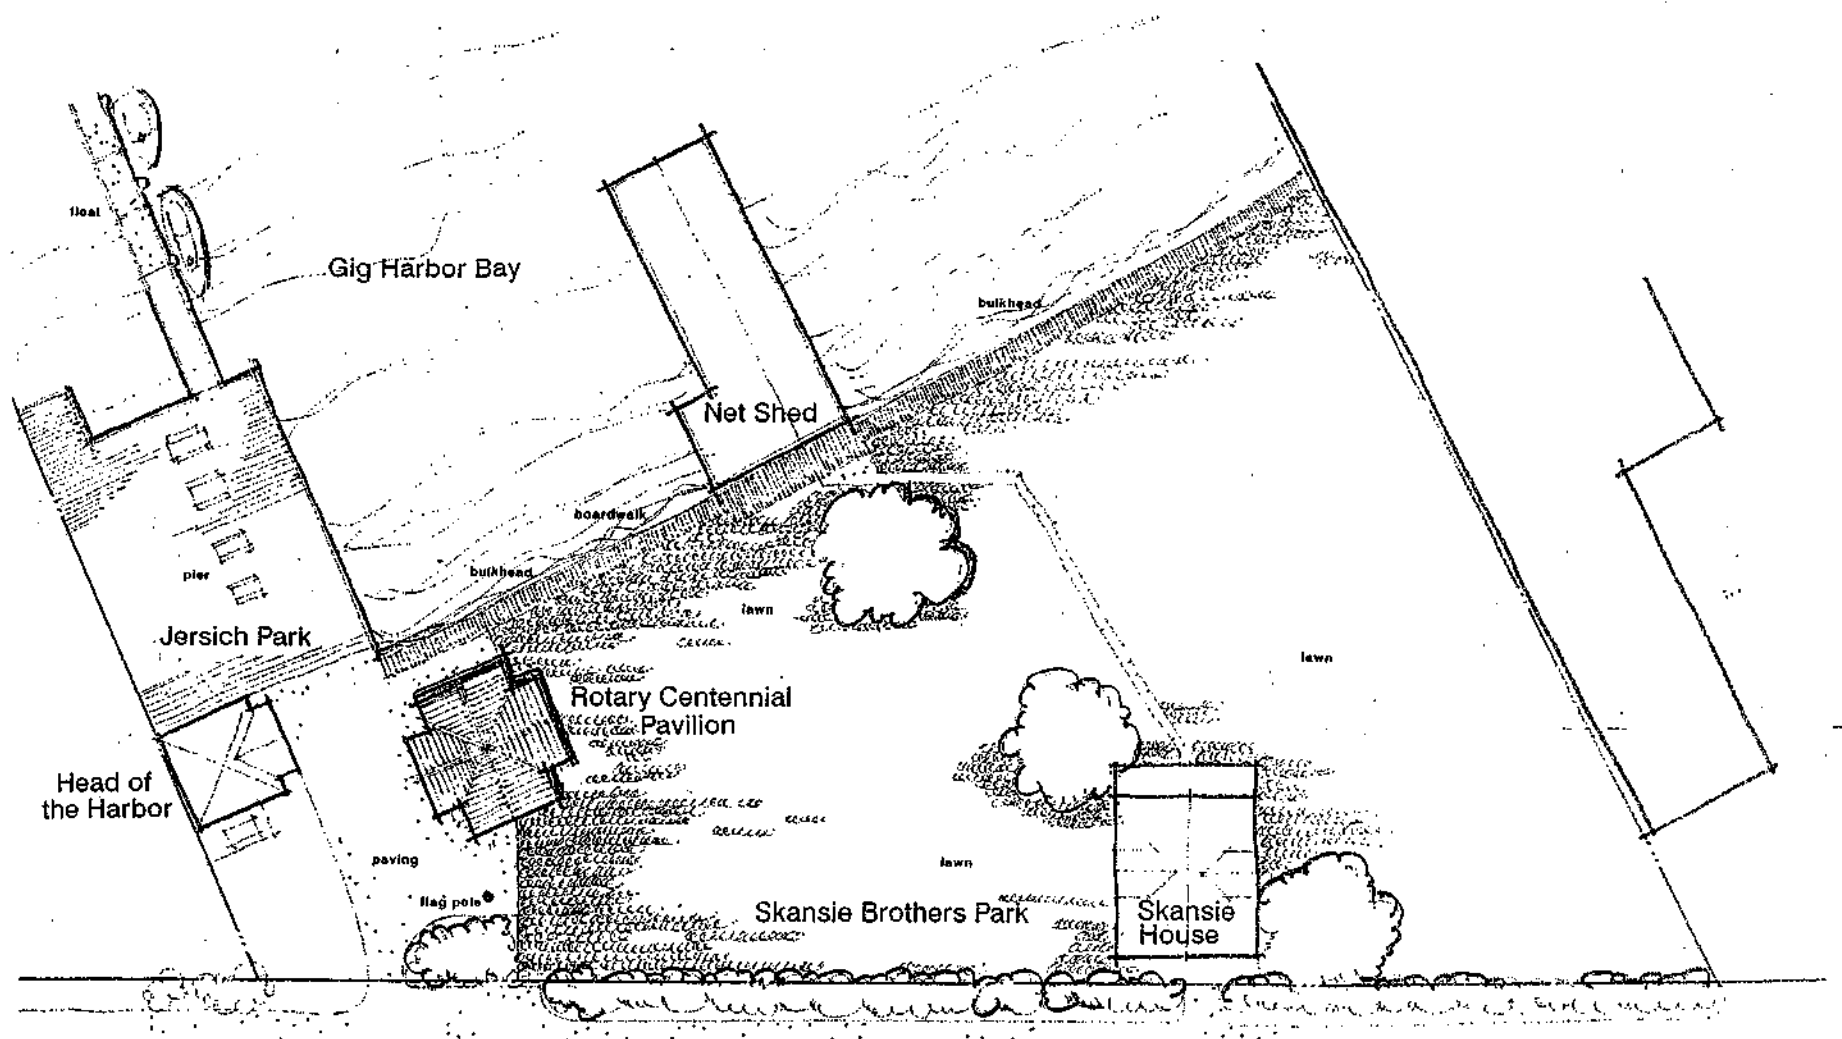 float
Gig Harbor Bay
bulkhead
Net Shed
boardwalk
bulkhead
pier
lawn
Jersich Park
lawn
Rotary Centennial
Pavilion
Head of
the Harbor
paving
lawn
flag pole
Skansie Brothers Park
Skansie
House